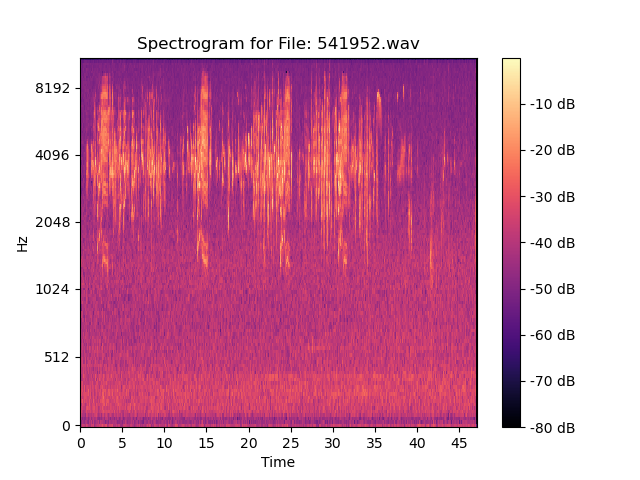 Spectrogram for File: 541952.wav
8192
4096
2048
1024
512
0
Hz
0 5 10 15 20 25 30 35 40 45
Time
-10 dB
-20 dB
-30 dB
-40 dB
-50 dB
-60 dB
-70 dB
-80 dB